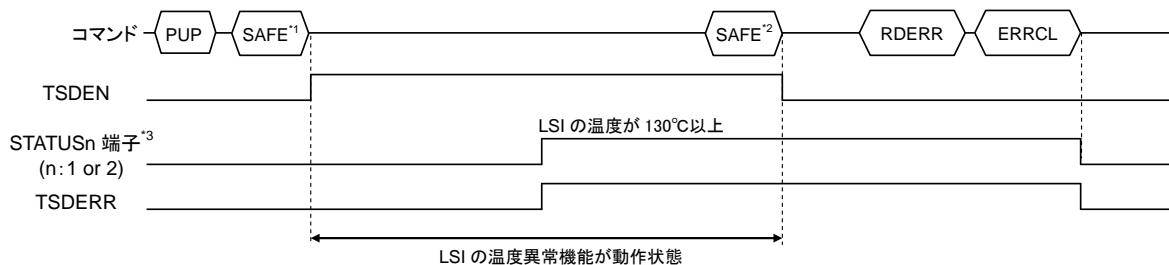 コマンド PUP SAFE*1 SAFE*2 RDERR ERRCL
TSDEN
LSI の温度が 130℃以上
STATUSn 端子*3
(n:1 or 2)
TSDERR
LSI の温度異常機能が動作状態